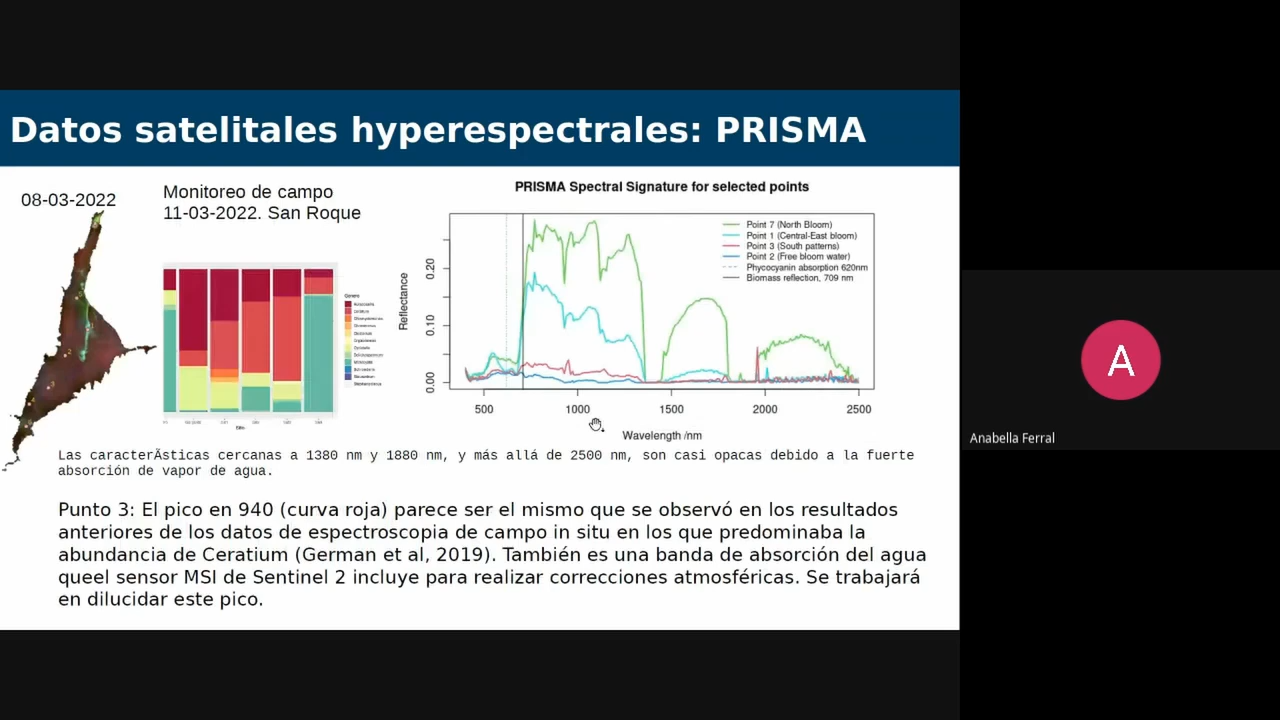 Datos satelitales hyperespectrales: PRISMA
08-03-2022
Monitoreo de campo
11-03-2022. San Roque
PRISMA Spectral Signature for selected points
Point 7 (North Bloom)
Point 1 (Central-East bloom)
Point 3 (South patterns)
Point 2 (Free bloom water)
Phycocyanin absorption 620nm
Biomass reflection, 709 nm
Reflectance
0.00 0.10 0.20
500 1000 1500 2000 2500
Wavelength /nm
Las caracterÃsticas cercanas a 1380 nm y 1880 nm, y más allá de 2500 nm, son casi opacas debido a la fuerte
absorción de vapor de agua.
Punto 3: El pico en 940 (curva roja) parece ser el mismo que se observó en los resultados
anteriores de los datos de espectroscopia de campo in situ en los que predominaba la
abundancia de Ceratium (German et al, 2019). También es una banda de absorción del agua
queel sensor MSI de Sentinel 2 incluye para realizar correcciones atmosféricas. Se trabajará
en dilucidar este pico.
A
Anabella Ferral